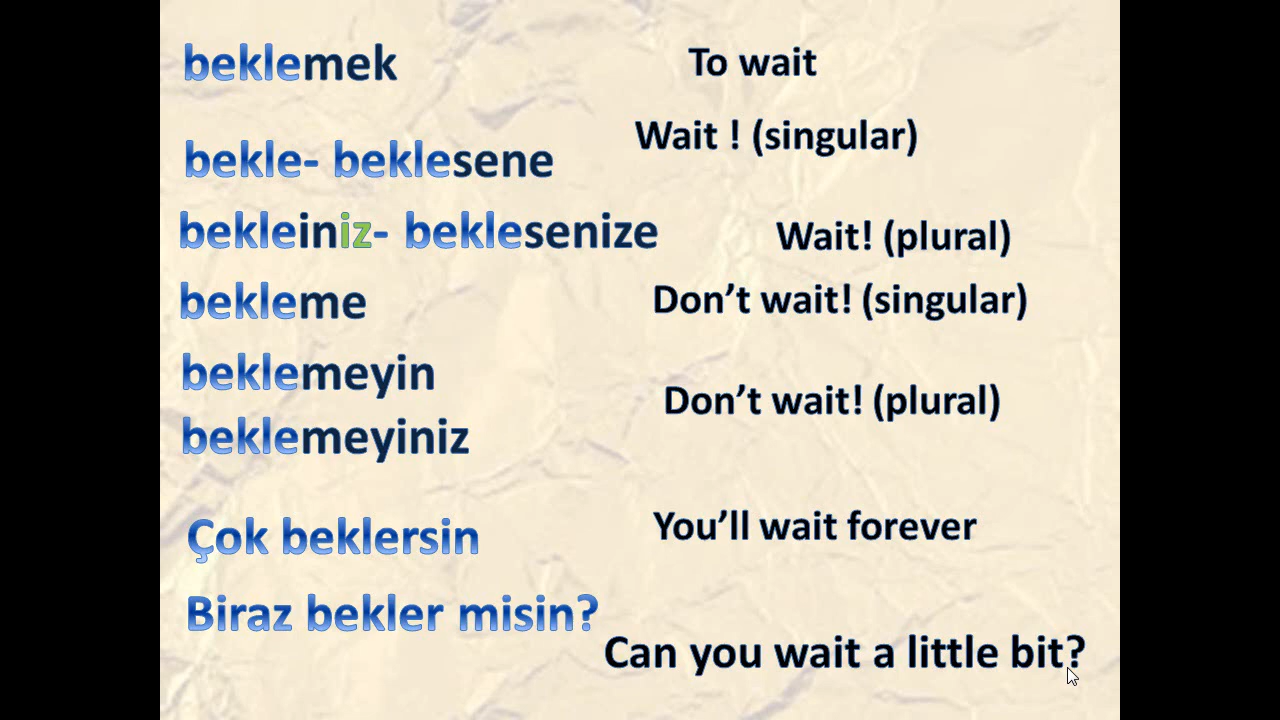 beklemek
To wait
Wait ! (singular)
bekle- beklesene
bekleiniz- beklesenize
Wait! (plural)
bekleme
Don’t wait! (singular)
beklemeyin
Don’t wait! (plural)
beklemeyiniz
Çok beklersin
You’ll wait forever
Biraz bekler misin?
Can you wait a little bit?